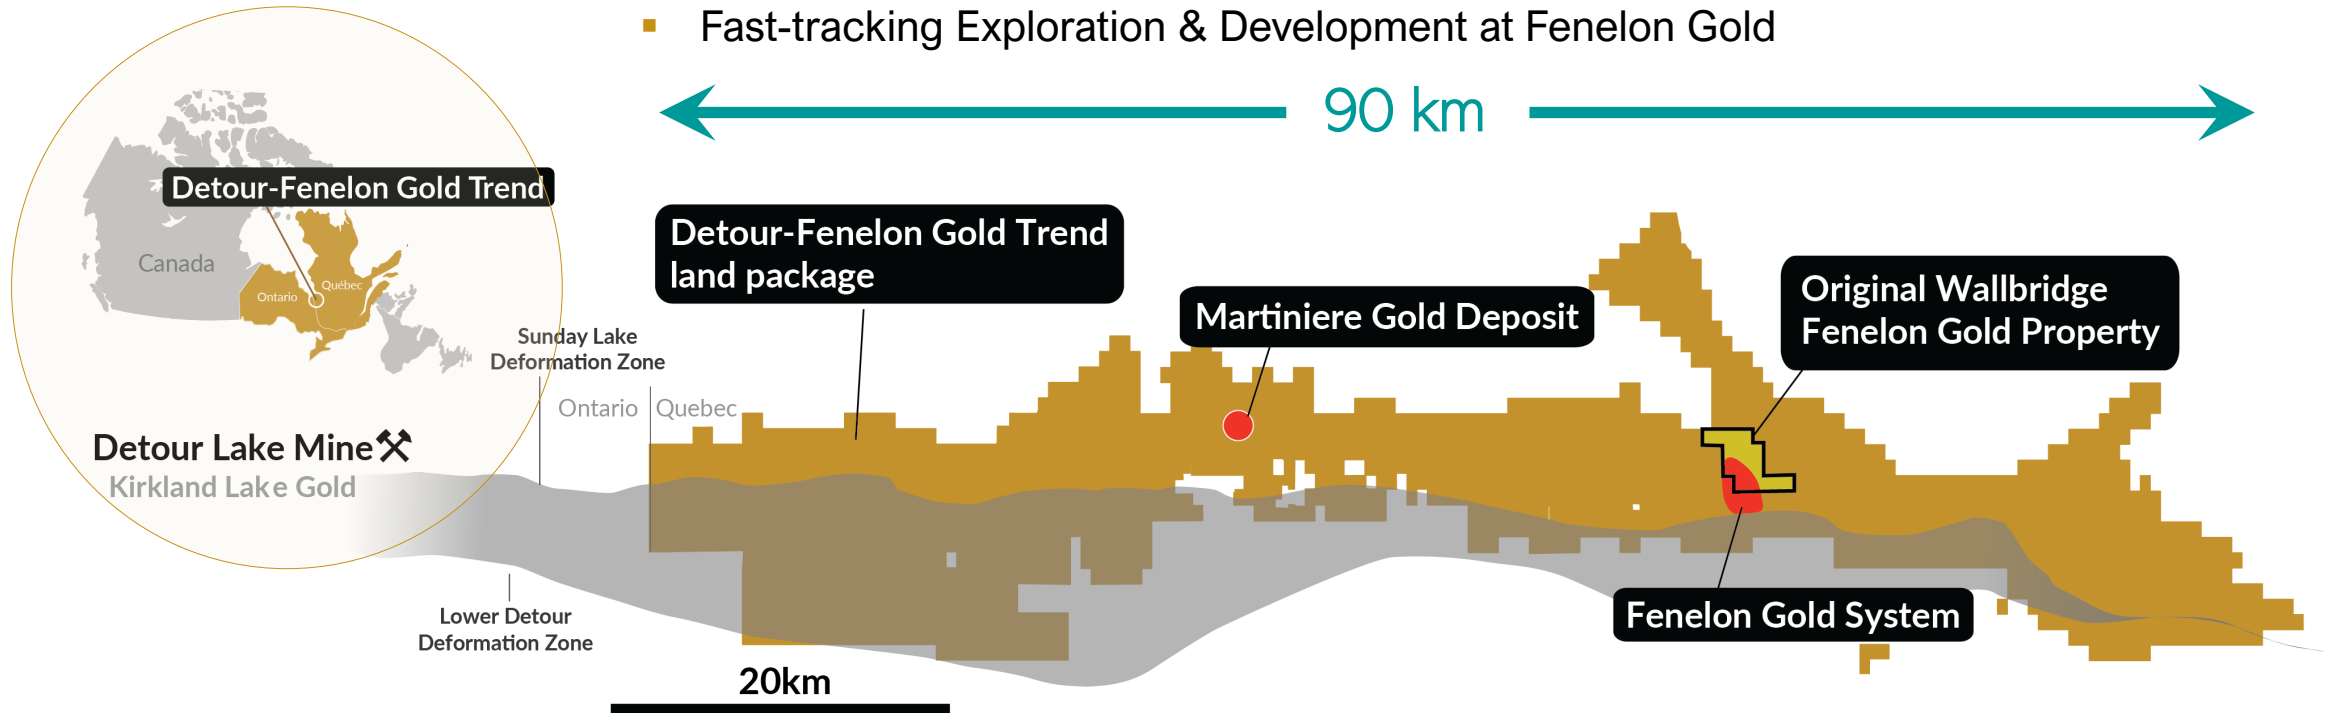 Fast-tracking Exploration & Development at Fenelon Gold
90 km
Detour-Fenelon Gold Trend
Canada
Ontario
Québec
Detour-Fenelon Gold Trend
land package
Martiniere Gold Deposit
Original Wallbridge
Fenelon Gold Property
Sunday Lake
Deformation Zone
Ontario
Quebec
Detour Lake Mine
Kirkland Lake Gold
Lower Detour
Deformation Zone
Fenelon Gold System
20km